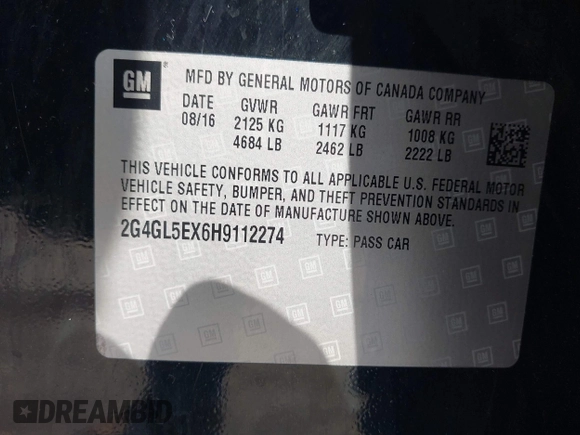 GM
MFD BY GENERAL MOTORS OF CANADA COMPANY
DATE GVWR GAWR FRT GAWR RR
08/16 2125 KG 1117 KG 1008 KG
4684 LB 2462 LB 2222 LB
THIS VEHICLE CONFORMS TO ALL APPLICABLE U.S. FEDERAL MOTOR
VEHICLE SAFETY, BUMPER, AND THEFT PREVENTION STANDARDS IN
EFFECT ON THE DATE OF MANUFACTURE SHOWN ABOVE.
2G4GL5EX6H9112274 TYPE: PASS CAR
DREAMBID